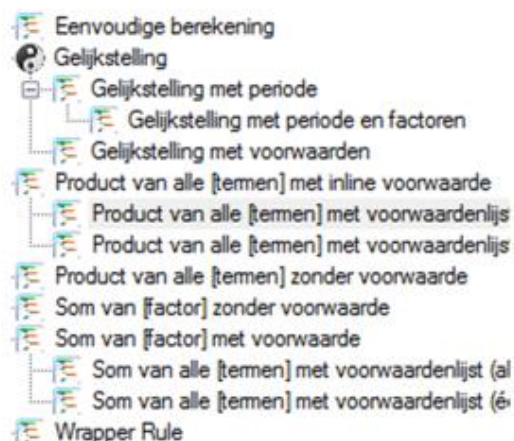 Eenvoudige berekening
Gelijkstelling
Gelijkstelling met periode
Gelijkstelling met periode en factoren
Gelijkstelling met voorwaarden
Product van alle [termen] met inline voorwaarde
Product van alle [termen] met voorwaardenlijs
Product van alle [termen] met voorwaardenlijs
Product van alle [termen] zonder voorwaarde
Som van [factor] zonder voorwaarde
Som van [factor] met voorwaarde
Som van alle [termen] met voorwaardenlijst (al
Som van alle [termen] met voorwaardenlijst (é
Wrapper Rule